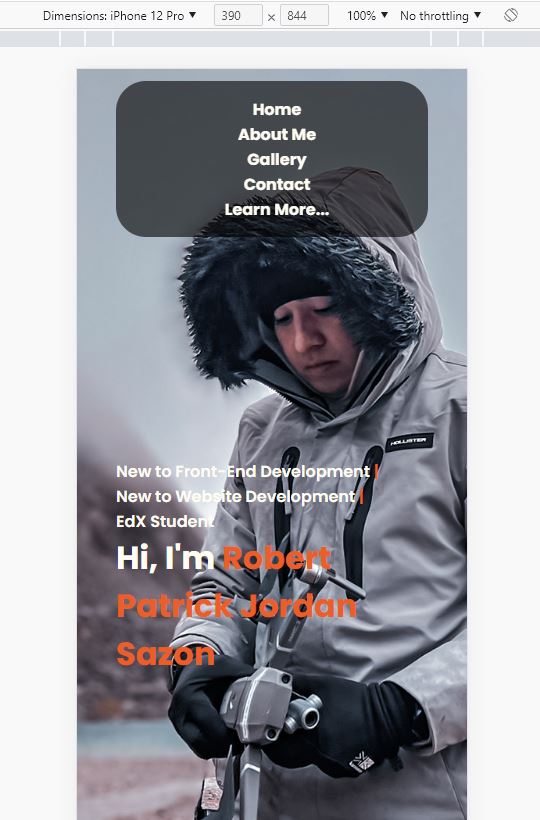 Dimensions: iPhone 12 Pro ▼ 390 × 844 100% ▼ No throttling ▼
Home
About Me
Gallery
Contact
Learn More...
HOLLISTER
New to Front-End Development |
New to Website Development |
EdX Student
Hi, I'm Robert
Patrick Jordan
Sazon